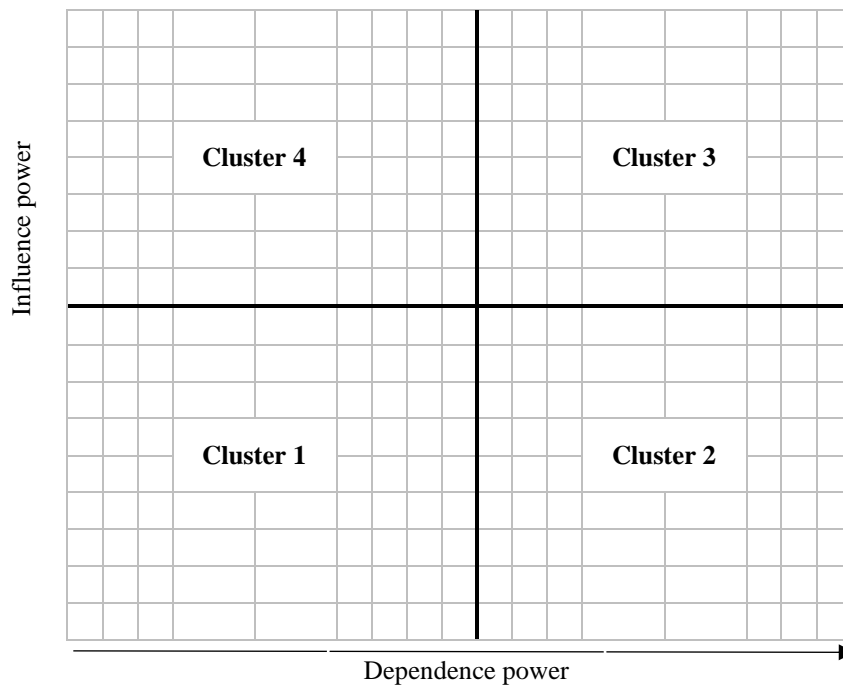 Influence power
Cluster 4
Cluster 3
Cluster 1
Cluster 2
Dependence power